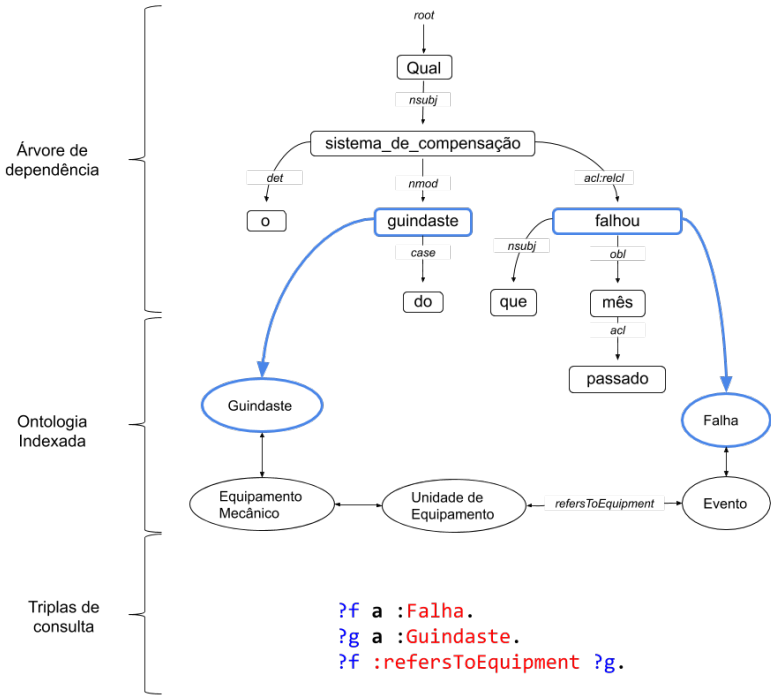 root
Qual
nsubj
Árvore de
dependência
sistema_de_compensação
det
nmod
acl:relcl
o
guindaste
falhou
case
nsubj
obl
do
que
mês
acl
passado
Ontologia
Indexada
Guindaste
Falha
Equipamento
Mecânico
Unidade de
Equipamento
refersToEquipment
Evento
Triplas de
consulta
?f a :Falha.
?g a :Guindaste.
?f :refersToEquipment ?g.